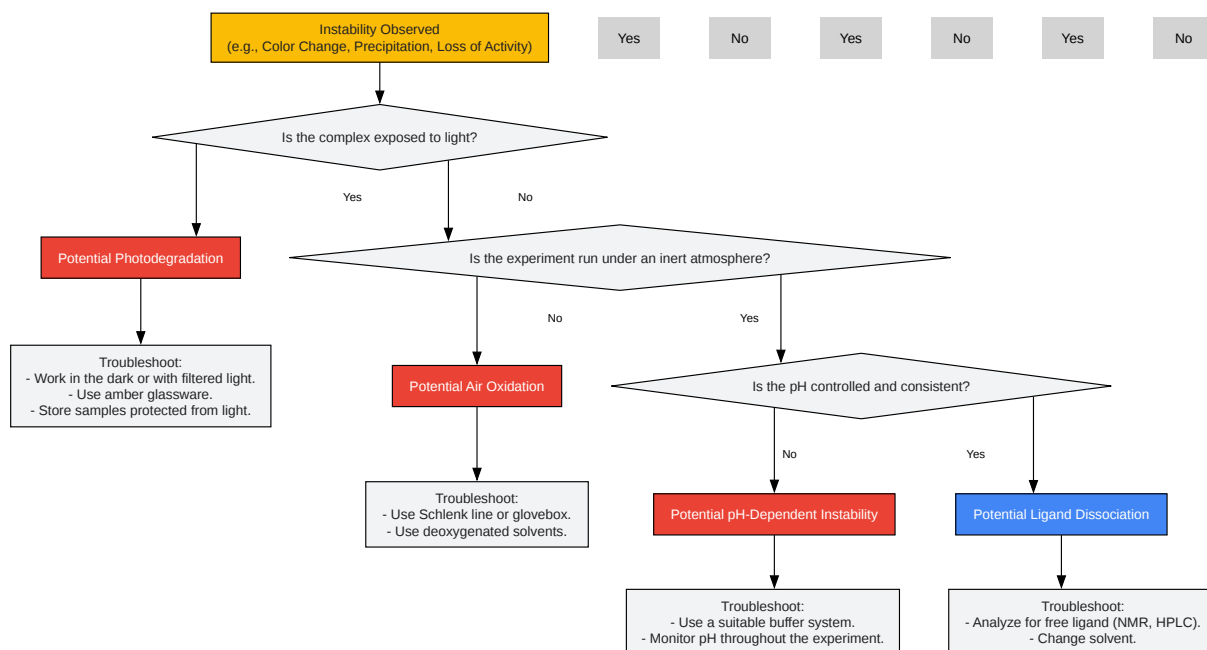 Instability Observed
(e.g., Color Change, Precipitation, Loss of Activity)
Yes
No
Yes
No
Yes
No
Is the complex exposed to light?
Yes
No
Potential Photodegradation
Is the experiment run under an inert atmosphere?
No
Yes
Troubleshoot:
- Work in the dark or with filtered light.
- Use amber glassware.
- Store samples protected from light.
Potential Air Oxidation
Is the pH controlled and consistent?
No
Yes
Troubleshoot:
- Use Schlenk line or glovebox.
- Use deoxygenated solvents.
Potential pH-Dependent Instability
Potential Ligand Dissociation
Troubleshoot:
- Use a suitable buffer system.
- Monitor pH throughout the experiment.
Troubleshoot:
- Analyze for free ligand (NMR, HPLC).
- Change solvent.